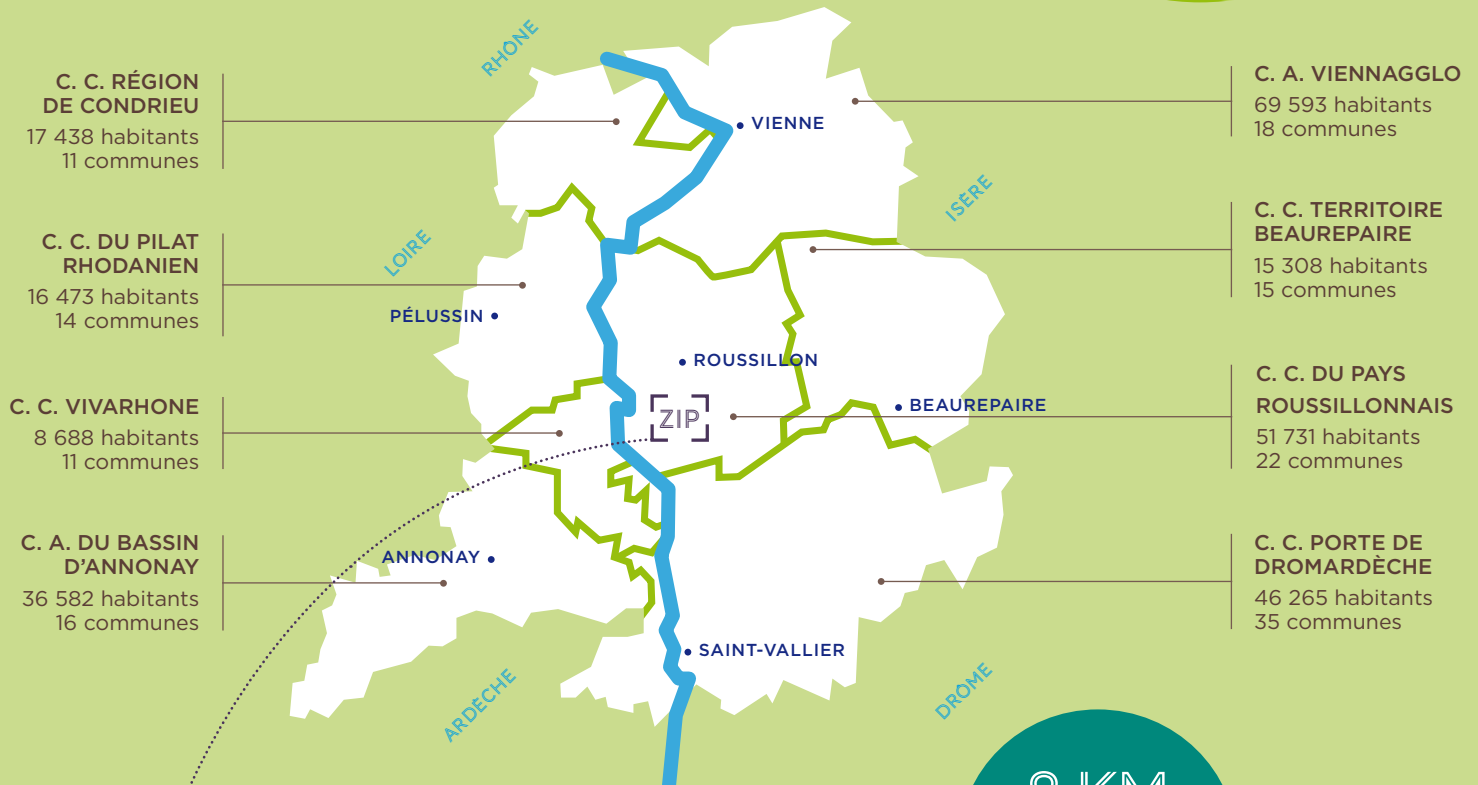 RHÔNE
C. C. RÉGION
DE CONDRIEU
17 438 habitants
11 communes
C. C. DU PILAT
RHODANIEN
16 473 habitants
14 communes
C. C. VIVARHONE
8 688 habitants
11 communes
C. A. DU BASSIN
D'ANNONAY
36 582 habitants
16 communes
LOIRE
PÉLUSSIN
ANNONAY
ARDÈCHE
VIENNE
ROUSSILLON
ZIP
BEAUREPAIRE
SAINT-VALLIER
ISÈRE
DRÔME
C. A. VIENNAGGLO
69 593 habitants
18 communes
C. C. TERRITOIRE
BEAUREPAIRE
15 308 habitants
15 communes
C. C. DU PAYS
ROUSSILLONNAIS
51 731 habitants
22 communes
C. C. PORTE DE
DROMARDÈCHE
46 265 habitants
35 communes
KM